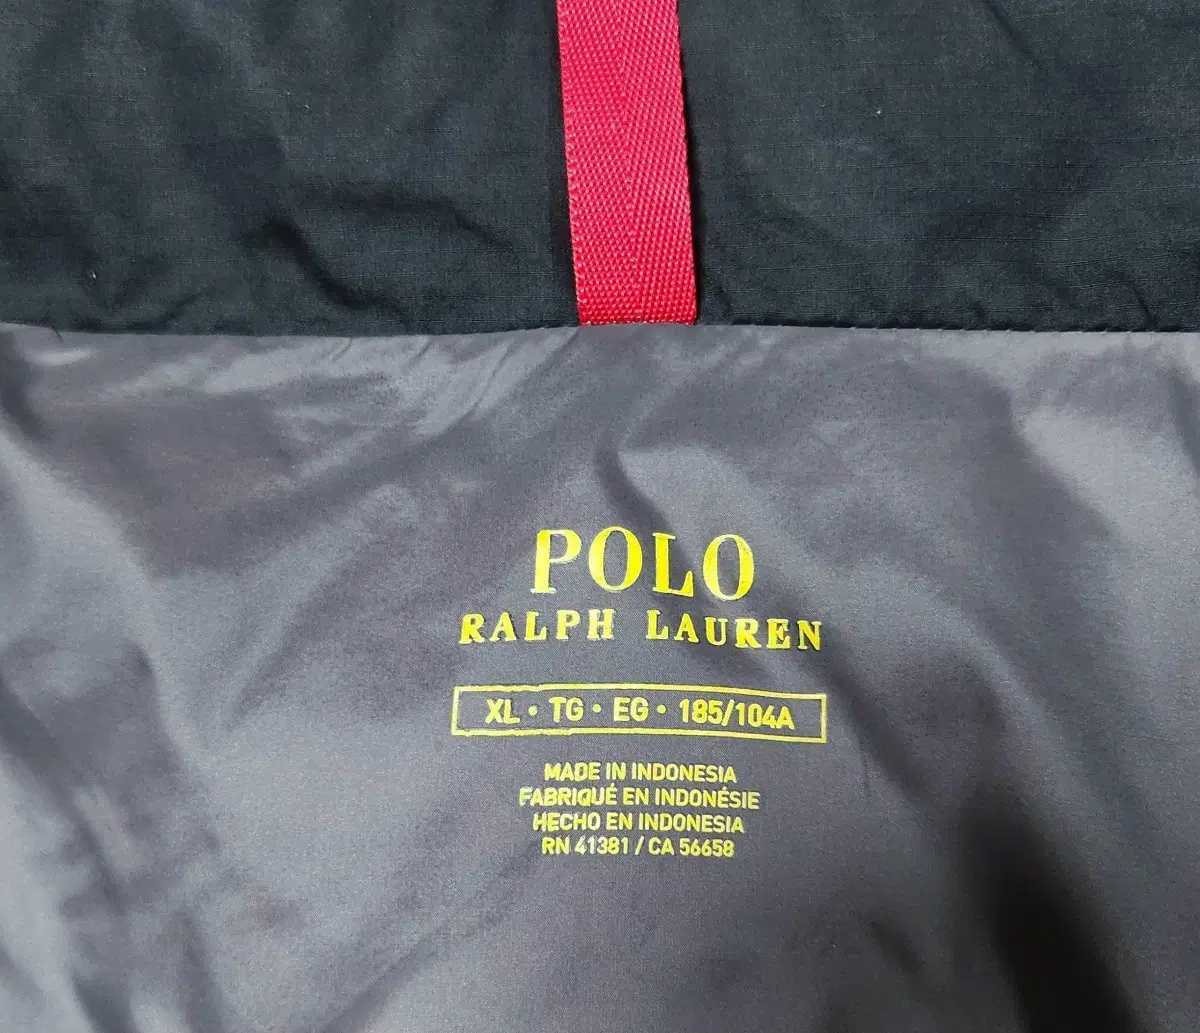 POLO
RALPH LAUREN
XL • TG • EG • 185/104A
MADE IN INDONESIA
FABRIQUÉ EN INDONÉSIE
HECHO EN INDONESIA
RN 41381 / CA 56658